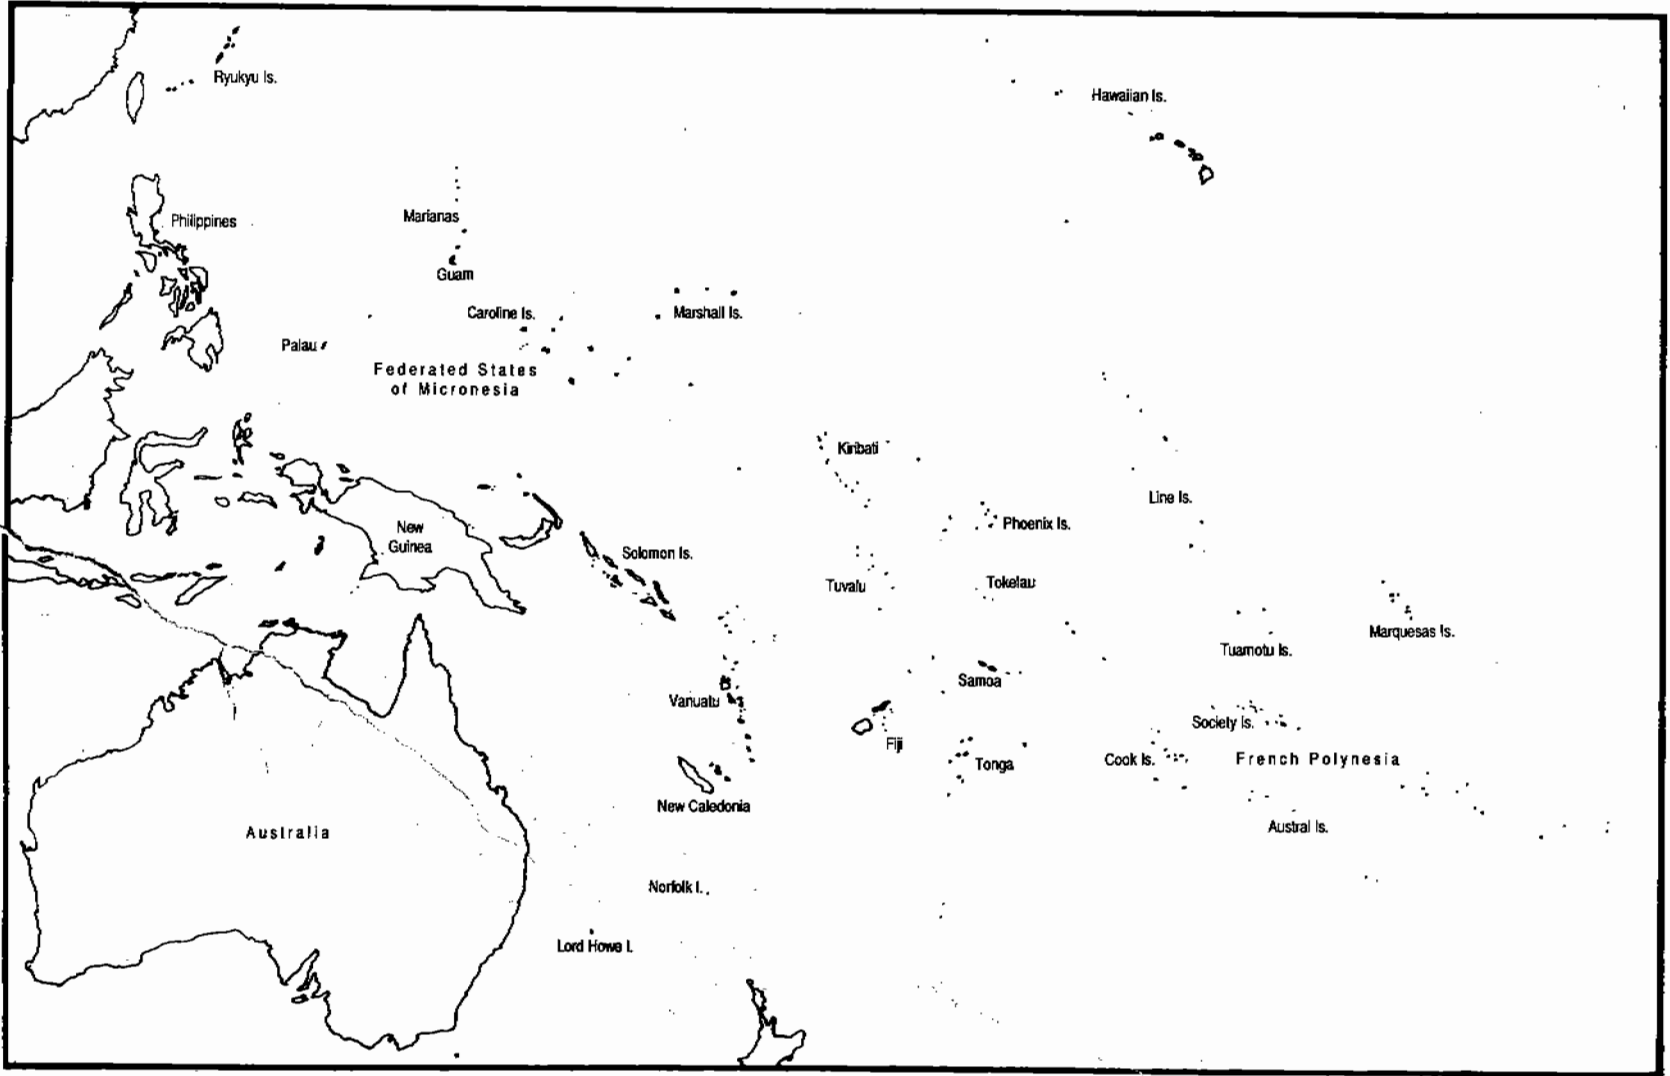 Ryukyu Is.
Hawaiian Is.
Philippines
Marianas
Guam
Caroline Is.
Marshall Is.
Palau
Federated States
of Micronesia
Kiribati
Line Is.
New
Guinea
Phoenix Is.
Solomon Is.
Tuvalu
Tokelau
Marquesas Is.
Tuamotu Is.
Samoa
Vanuatu
Society Is.
Fiji
Tonga
Cook Is.
French Polynesia
New Caledonia
Australia
Austral Is.
Norfolk I.
Lord Howe I.